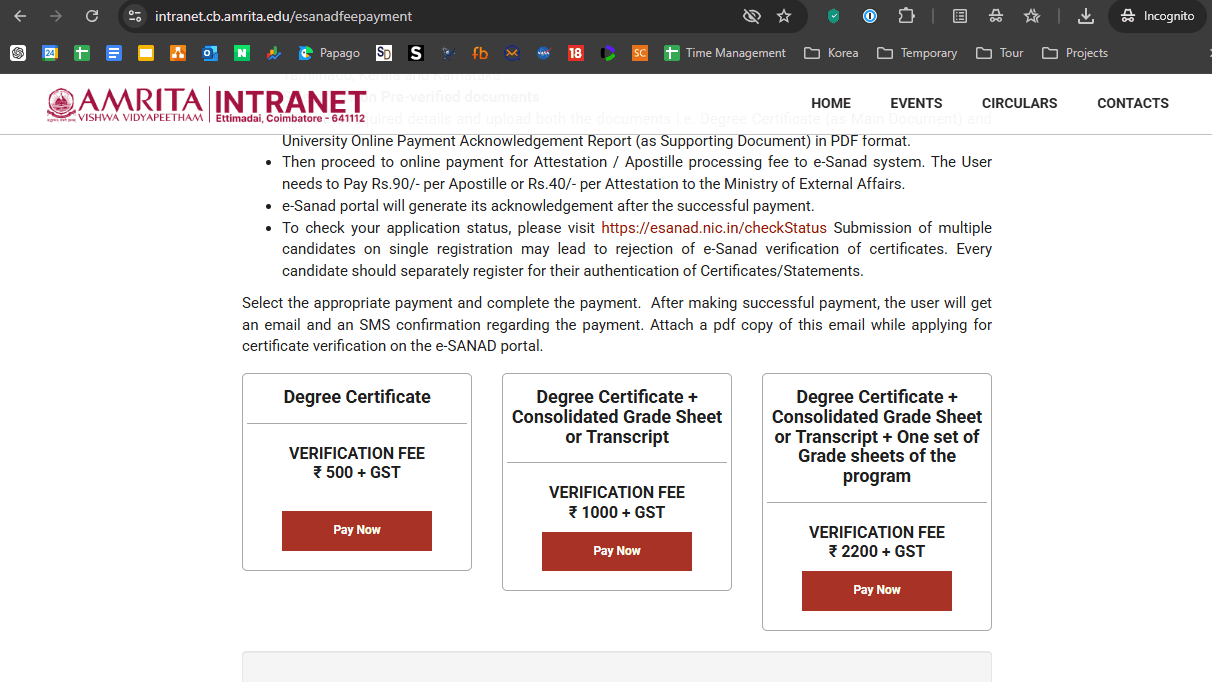 intranet.cb.amrita.edu/esanadfeepayment
Incognito
24
Papago
SD
S
fb
18
SC
Time Management
Korea
Temporary
Tour
Projects
AMRITA
VISHWA VIDYAPEETHAM
INTRANET
Ettimadai, Coimbatore - 641112
HOME
EVENTS
CIRCULARS
CONTACTS
on Pre-verified documents
quired details and upload both the documents i.e. Degree Certificate (as Main Document) and
University Online Payment Acknowledgement Report (as Supporting Document) in PDF format.
• Then proceed to online payment for Attestation / Apostille processing fee to e-Sanad system. The User
needs to Pay Rs.90/- per Apostille or Rs.40/- per Attestation to the Ministry of External Affairs.
• e-Sanad portal will generate its acknowledgement after the successful payment.
• To check your application status, please visit https://esanad.nic.in/checkStatus Submission of multiple
candidates on single registration may lead to rejection of e-Sanad verification of certificates. Every
candidate should separately register for their authentication of Certificates/Statements.
Select the appropriate payment and complete the payment.  After making successful payment, the user will get
an email and an SMS confirmation regarding the payment. Attach a pdf copy of this email while applying for
certificate verification on the e-SANAD portal.
Degree Certificate
VERIFICATION FEE
₹ 500 + GST
Pay Now
Degree Certificate +
Consolidated Grade Sheet
or Transcript
VERIFICATION FEE
₹ 1000 + GST
Pay Now
Degree Certificate +
Consolidated Grade Sheet
or Transcript + One set of
Grade sheets of the
program
VERIFICATION FEE
₹ 2200 + GST
Pay Now